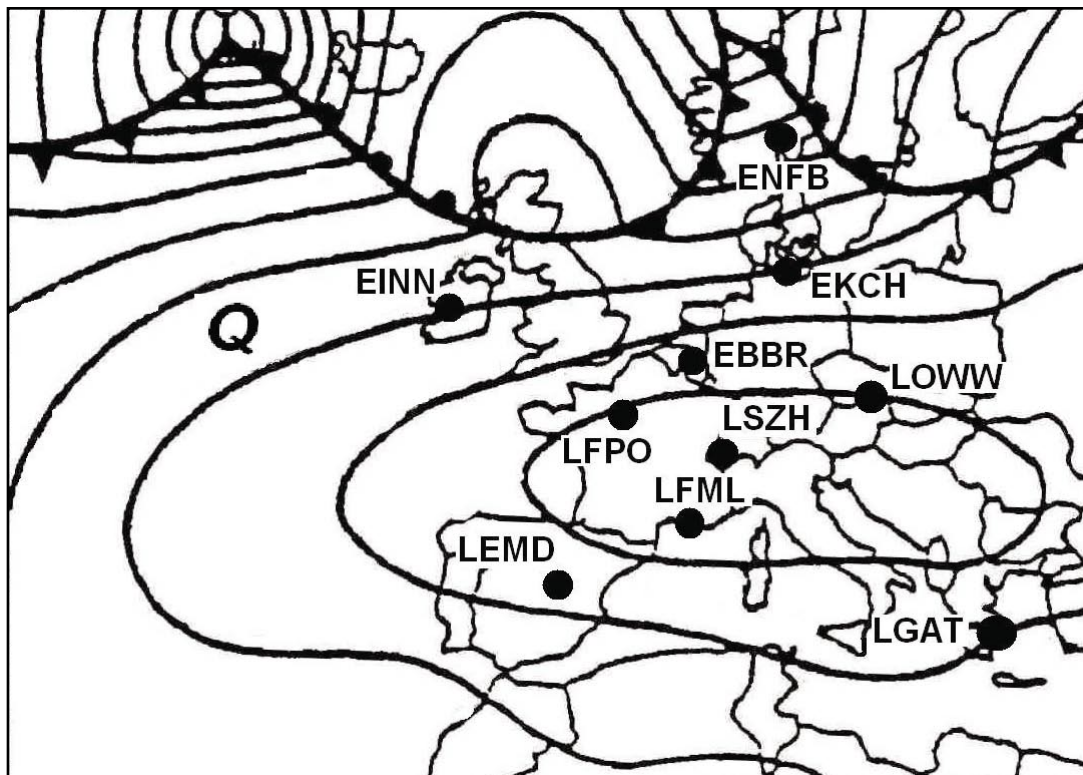 ENFB
EINN
EKCH
Q
EBBR
LOWW
LSZH
LFPO
LFML
LEMD
LGAT